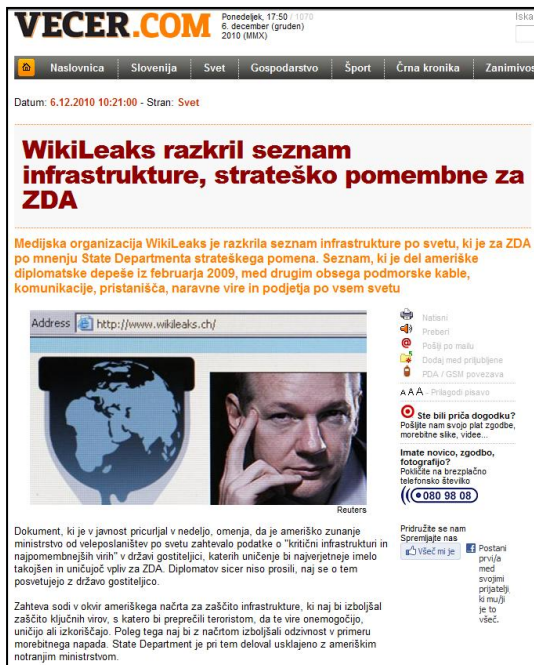 VECER.COM
Ponedeljek, 17:50 / 1070
6. december (gruden)
2010 (MMX)
Iska
Naslovnica
Slovenija
Svet
Gospodarstvo
Šport
Črna kronika
Zanimivos
Datum: 6.12.2010 10:21:00 - Stran: Svet
WikiLeaks razkril seznam
infrastrukture, strateško pomembne za
ZDA
Medijska organizacija WikiLeaks je razkrila seznam infrastrukture po svetu, ki je za ZDA
po mnenju State Departmenta strateškega pomena. Seznam, ki je del ameriške
diplomatske depeše iz februarja 2009, med drugim obsega podmorske kable,
komunikacije, pristanišča, naravne vire in podjetja po vsem svetu
Address http://www.wikileaks.ch/
Reuters
Natisni
Preberi
Pošlji po mailu
Dodaj med priljubljene
PDA / GSM povezava
A A A - Prilagodi pisavo
Ste bili priča dogodku?
Pošljite nam svojo plat zgodbe,
morebitne slike, videe...
Imate novico, zgodbo,
fotografijo?
Pokličite na brezplačno
telefonsko številko
080 98 08
Pridružite se nam
Spremljajte nas
Všeč mi je
Postani
prvi/a
med
svojimi
prijatelji,
ki mu/ji
je to
všeč.
Dokument, ki je v javnost pricurljal v nedeljo, omenja, da je ameriško zunanje
ministrstvo od veleposlaništev po svetu zahtevalo podatke o "kritični infrastrukturi in
najpomembnejših virih" v državi gostiteljici, katerih uničenje bi najverjetneje imelo
takojšen in uničujoč vpliv za ZDA. Diplomatov sicer niso prosili, naj se o tem
posvetujejo z državo gostiteljico.
Zahteva sodi v okvir ameriškega načrta za zaščito infrastrukture, ki naj bi izboljšal
zaščito ključnih virov, s katero bi preprečili teroristom, da te vire onemogočijo,
uničijo ali izkoriščajo. Poleg tega naj bi z načrtom izboljšali odzivnost v primeru
morebitnega napada. State Department je pri tem deloval usklajeno z ameriškim
notranjim ministrstvom.